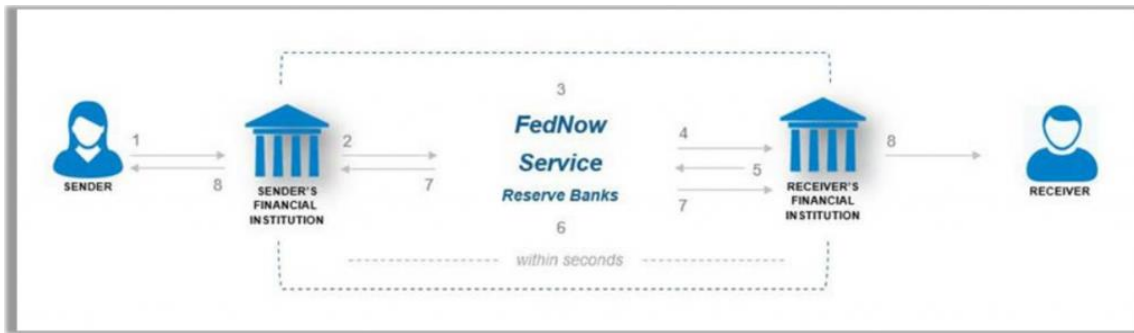 3
FedNow
Service
Reserve Banks
1
8
SENDER
SENDER'S
FINANCIAL
INSTITUTION
2
7
4
5
7
RECEIVER'S
FINANCIAL
INSTITUTION
8
RECEIVER
6
within seconds